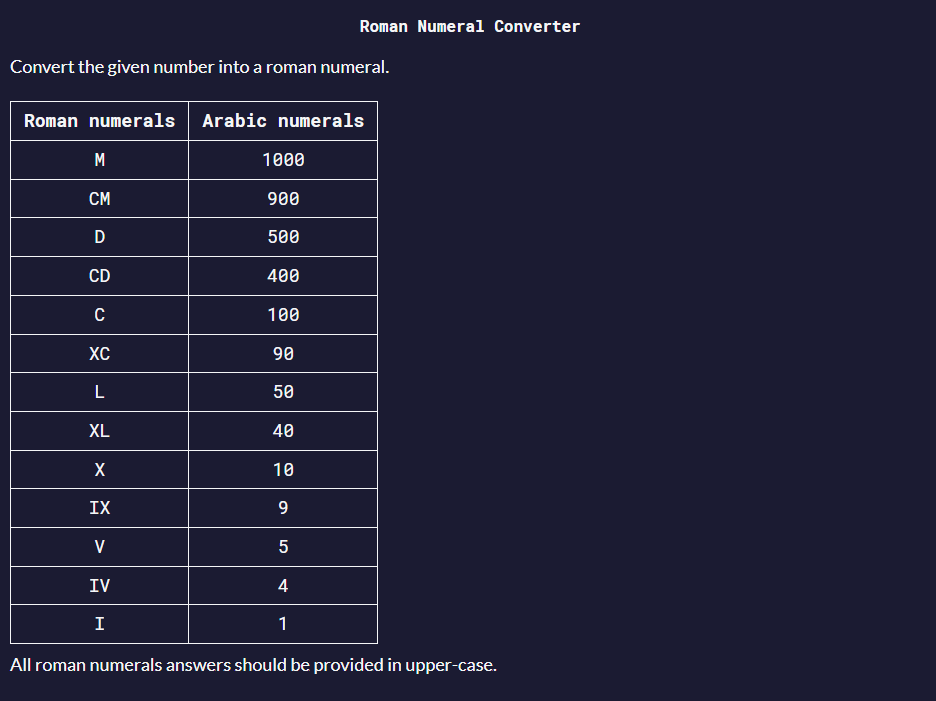 Roman Numeral Converter
Convert the given number into a roman numeral.
Roman numerals Arabic numerals
M 1000
CM 900
D 500
CD 400
C 100
XC 90
L 50
XL 40
X 10
IX 9
V 5
IV 4
I 1
All roman numerals answers should be provided in upper-case.